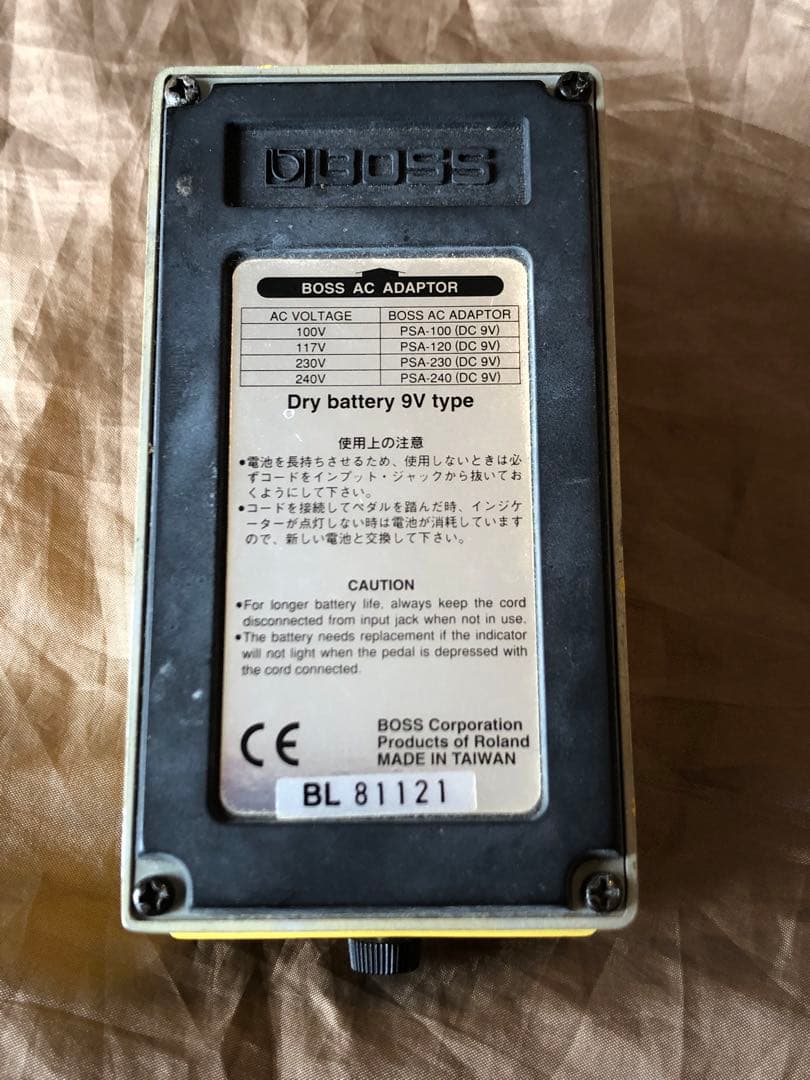 BOSS
BOSS AC ADAPTOR
AC VOLTAGE BOSS AC ADAPTOR
100V PSA-100 (DC 9V)
117V PSA-120 (DC 9V)
230V PSA-230 (DC 9V)
240V PSA-240 (DC 9V)
Dry battery 9V type
使用上の注意
●電池を長持ちさせるため、使用しないときは必
ずコードをインプット・ジャックから抜いてお
くようにして下さい。
●コードを接続してペダルを踏んだ時、インジケ
ーターが点灯しない時は電池が消耗しています
ので、新しい電池と交換して下さい。
CAUTION
●For longer battery life, always keep the cord
disconnected from input jack when not in use.
●The battery needs replacement if the indicator
will not light when the pedal is depressed with
the cord connected.
CE
BOSS Corporation
Products of Roland
MADE IN TAIWAN
BL 81121